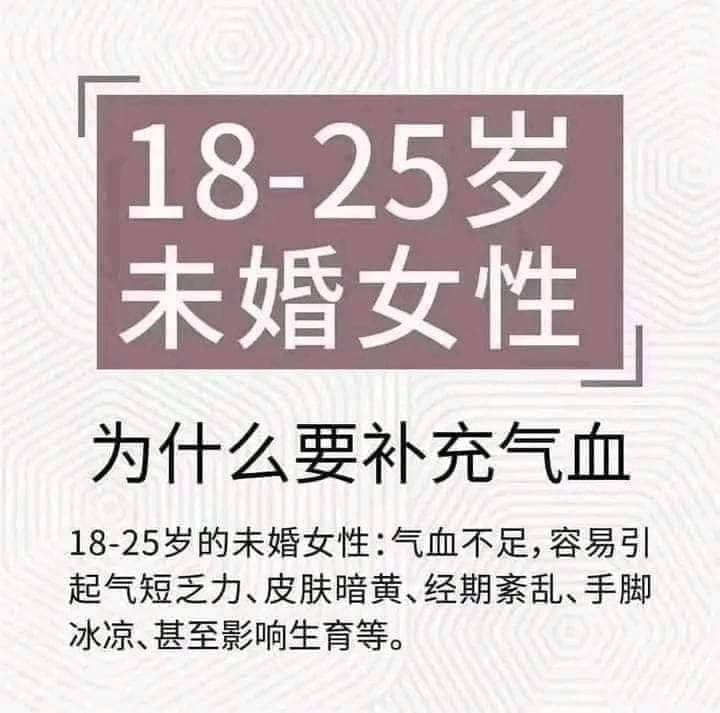 18-25岁
未婚女性
为什么要补充气血
18-25岁的未婚女性：气血不足，容易引
起气短乏力、皮肤暗黄、经期紊乱、手脚
冰凉、甚至影响生育等。